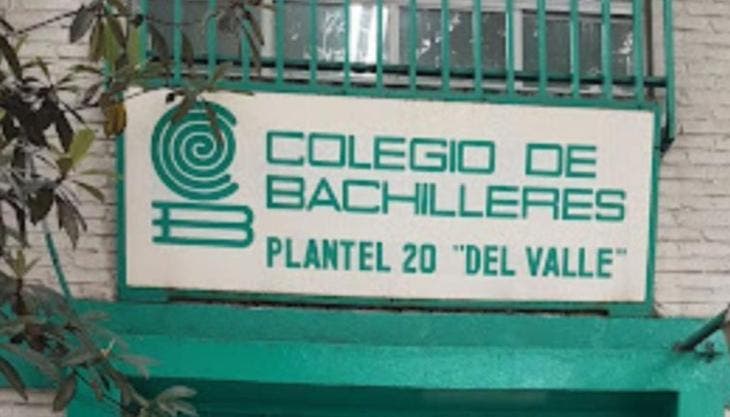 COLEGIO DE
BACHILLERES
PLANTEL 20 "DEL VALLE"